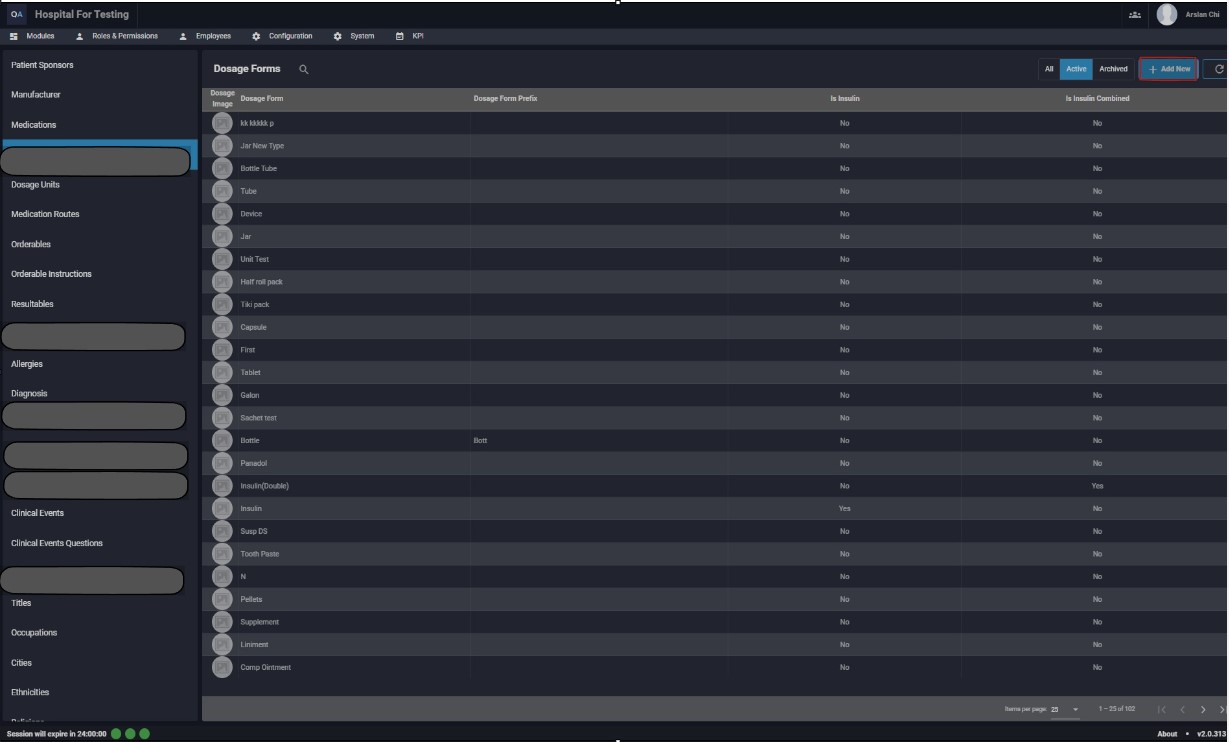 QA Hospital For Testing Arslan Chi
Modules Roles & Permissions Employees Configuration System KPI
Patient Sponsors
Manufacturer
Medications
Dosage Units
Medication Routes
Orderables
Orderable Instructions
Resultables
Allergies
Diagnosis
Clinical Events
Clinical Events Questions
Titles
Occupations
Cities
Ethnicities
Religions
Dosage Forms All Active Archived + Add New
Dosage Image Dosage Form Dosage Form Prefix Is Insulin Is Insulin Combined
kk kkkkk p No No
Jar New Type No No
Bottle Tube No No
Tube No No
Device No No
Jar No No
Unit Test No No
Half roll pack No No
Tiki pack No No
Capsule No No
First No No
Tablet No No
Galon No No
Sachet test No No
Bottle Bott No No
Panadol No No
Insulin(Double) No Yes
Insulin Yes No
Susp DS No No
Tooth Paste No No
N No No
Pellets No No
Supplement No No
Liniment No No
Comp Ointment No No
Items per page: 25 1 – 25 of 102
Session will expire in 24:00:00 About • v2.0.313